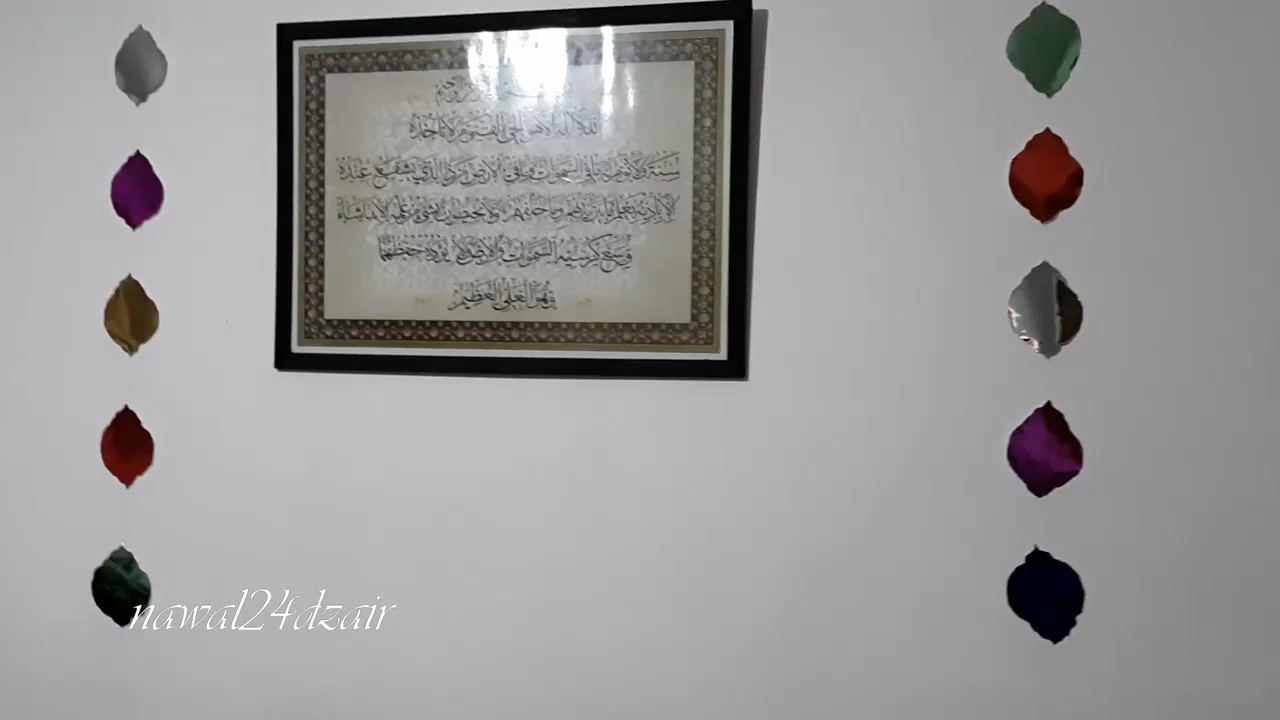 الله لا إله إلا هو الحي القيوم لا تأخذه
سنة ولا نوم له ما في السموات وما في الأرض من ذا الذي يشفع عنده
إلا بإذنه يعلم ما بين أيديهم وما خلفهم ولا يحيطون بشيء من علمه إلا بما شاء
وسع كرسيه السموات والأرض ولا يؤده حفظهما
وهو العلي العظيم
nawal24dzair